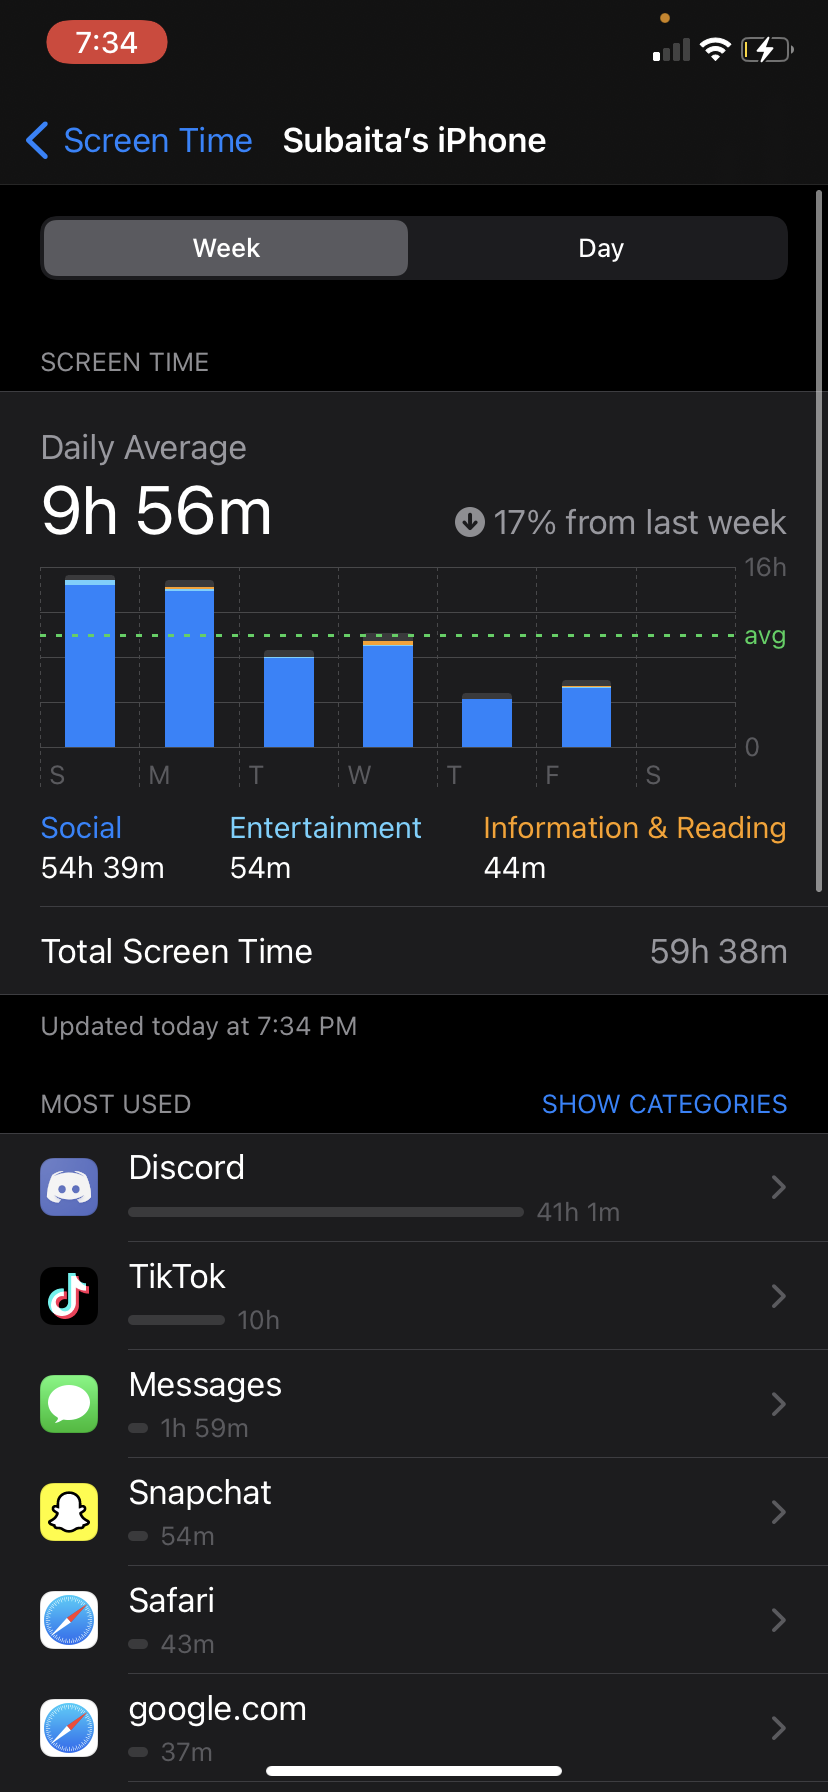 7:34
Screen Time Subaita's iPhone
Week Day
SCREEN TIME
Daily Average
9h 56m
17% from last week
16h
avg
0
S M T W T F S
Social Entertainment Information & Reading
54h 39m 54m 44m
Total Screen Time 59h 38m
Updated today at 7:34 PM
MOST USED SHOW CATEGORIES
Discord
41h 1m
TikTok
10h
Messages
1h 59m
Snapchat
54m
Safari
43m
google.com
37m